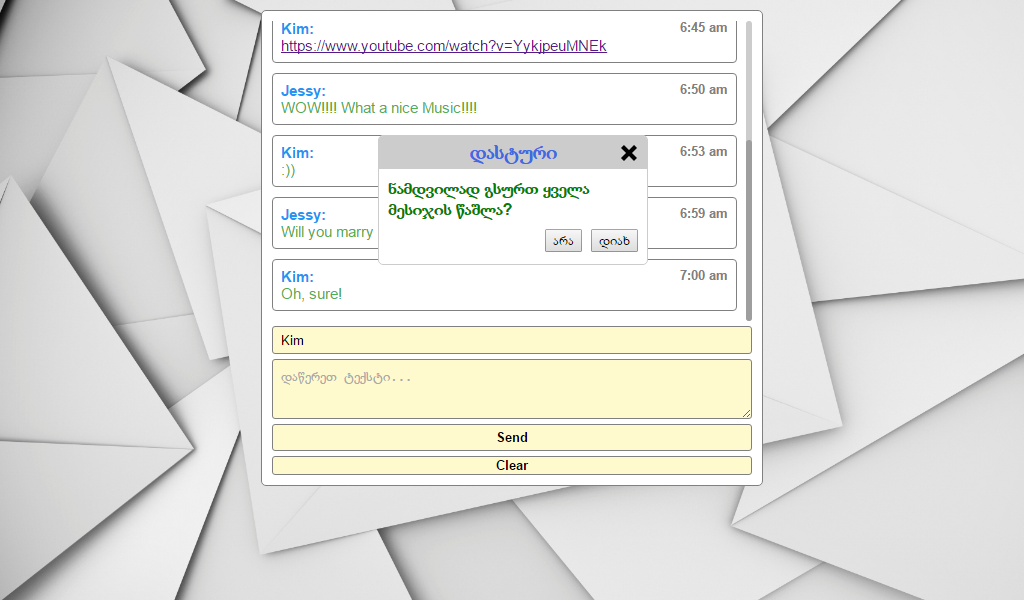 Kim: 6:45 am
https://www.youtube.com/watch?v=YykjpeuMNEk
Jessy: 6:50 am
WOW!!!! What a nice Music!!!!
Kim: 6:53 am
:))
Jessy: 6:59 am
Will you marry
Kim: 7:00 am
Oh, sure!
დასტური
ნამდვილად გსურთ ყველა
მესიჯის წაშლა?
არა დიახ
Kim
დაწერეთ ტექსტი...
Send
Clear